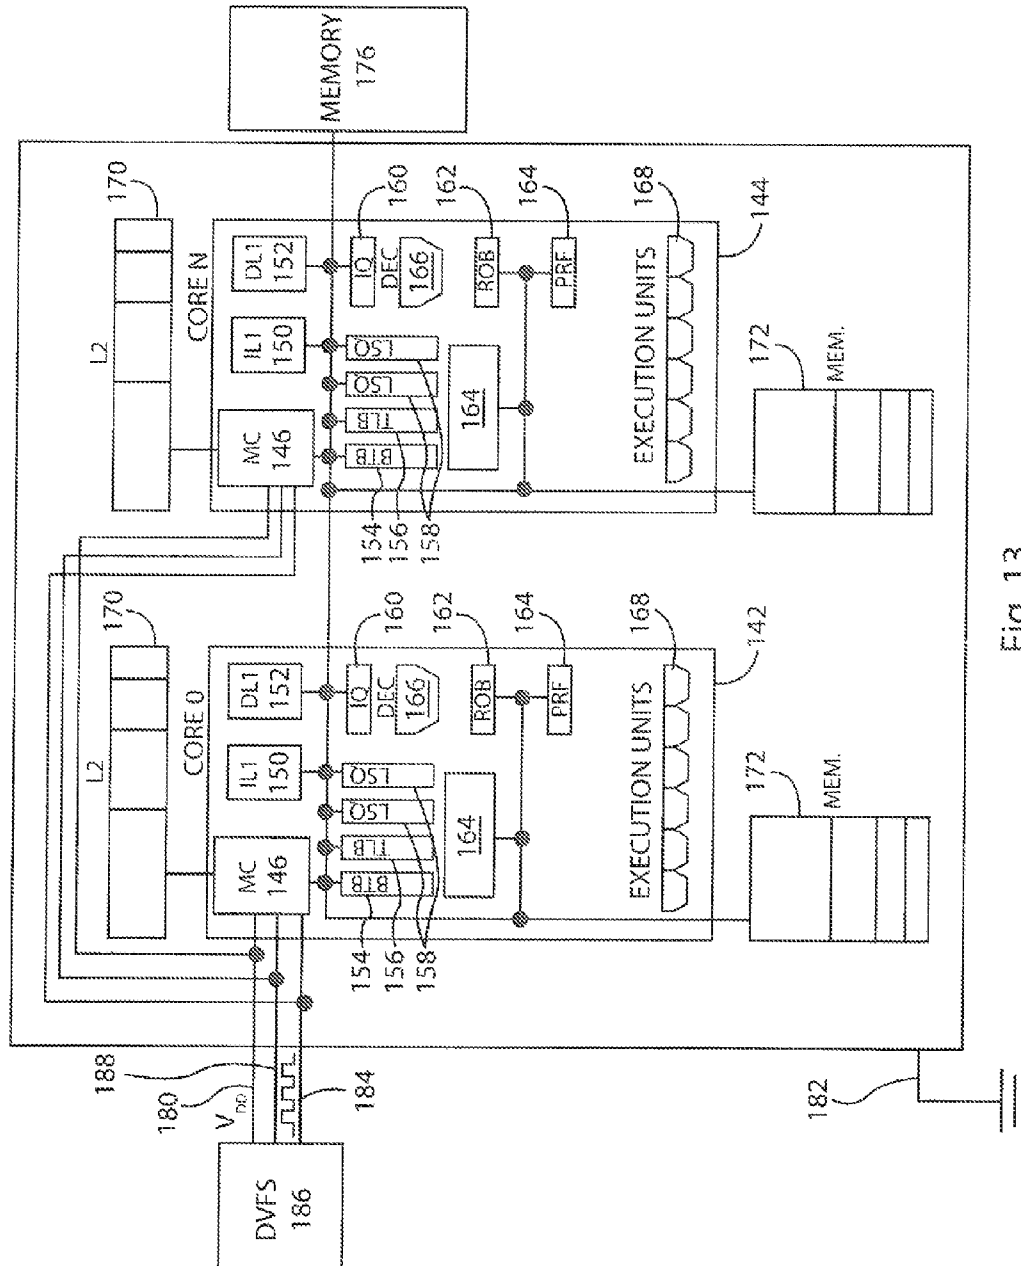 L2
170
L2
170
CORE 0
CORE N
MC
146
IL1
150
DL1
152
MC
146
IL1
150
DL1
152
MEMORY
176
DVFS
186
V DD
180
188
184
BTB
TLB
LSQ
LSQ
IQ
DEC
166
160
154
156
158
164
ROB
162
PRF
164
EXECUTION UNITS
168
142
BTB
TLB
LSQ
LSQ
IQ
DEC
166
160
154
156
158
164
ROB
162
PRF
164
EXECUTION UNITS
168
144
172
MEM.
172
MEM.
182
Fig. 13